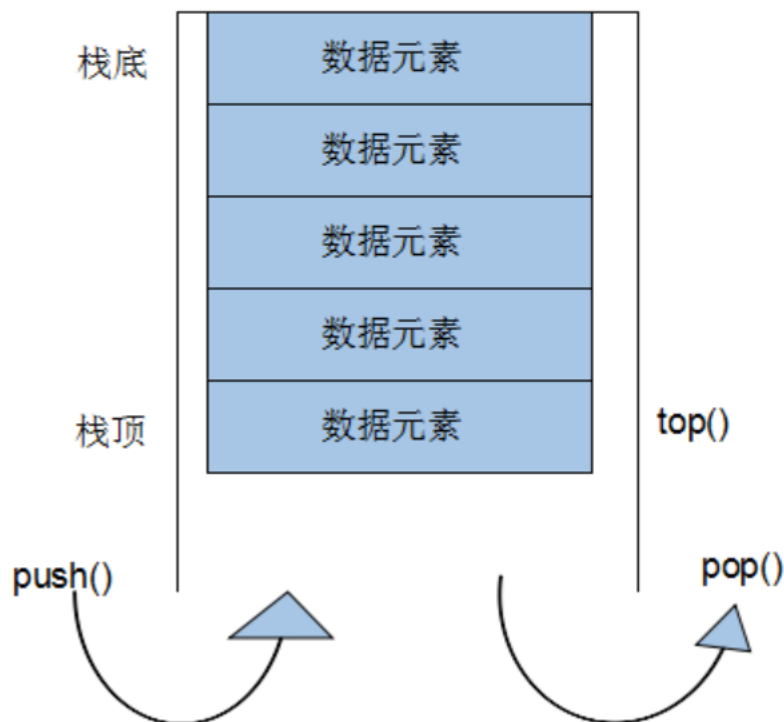 栈底
数据元素
数据元素
数据元素
数据元素
栈顶
数据元素
top()
push()
pop()